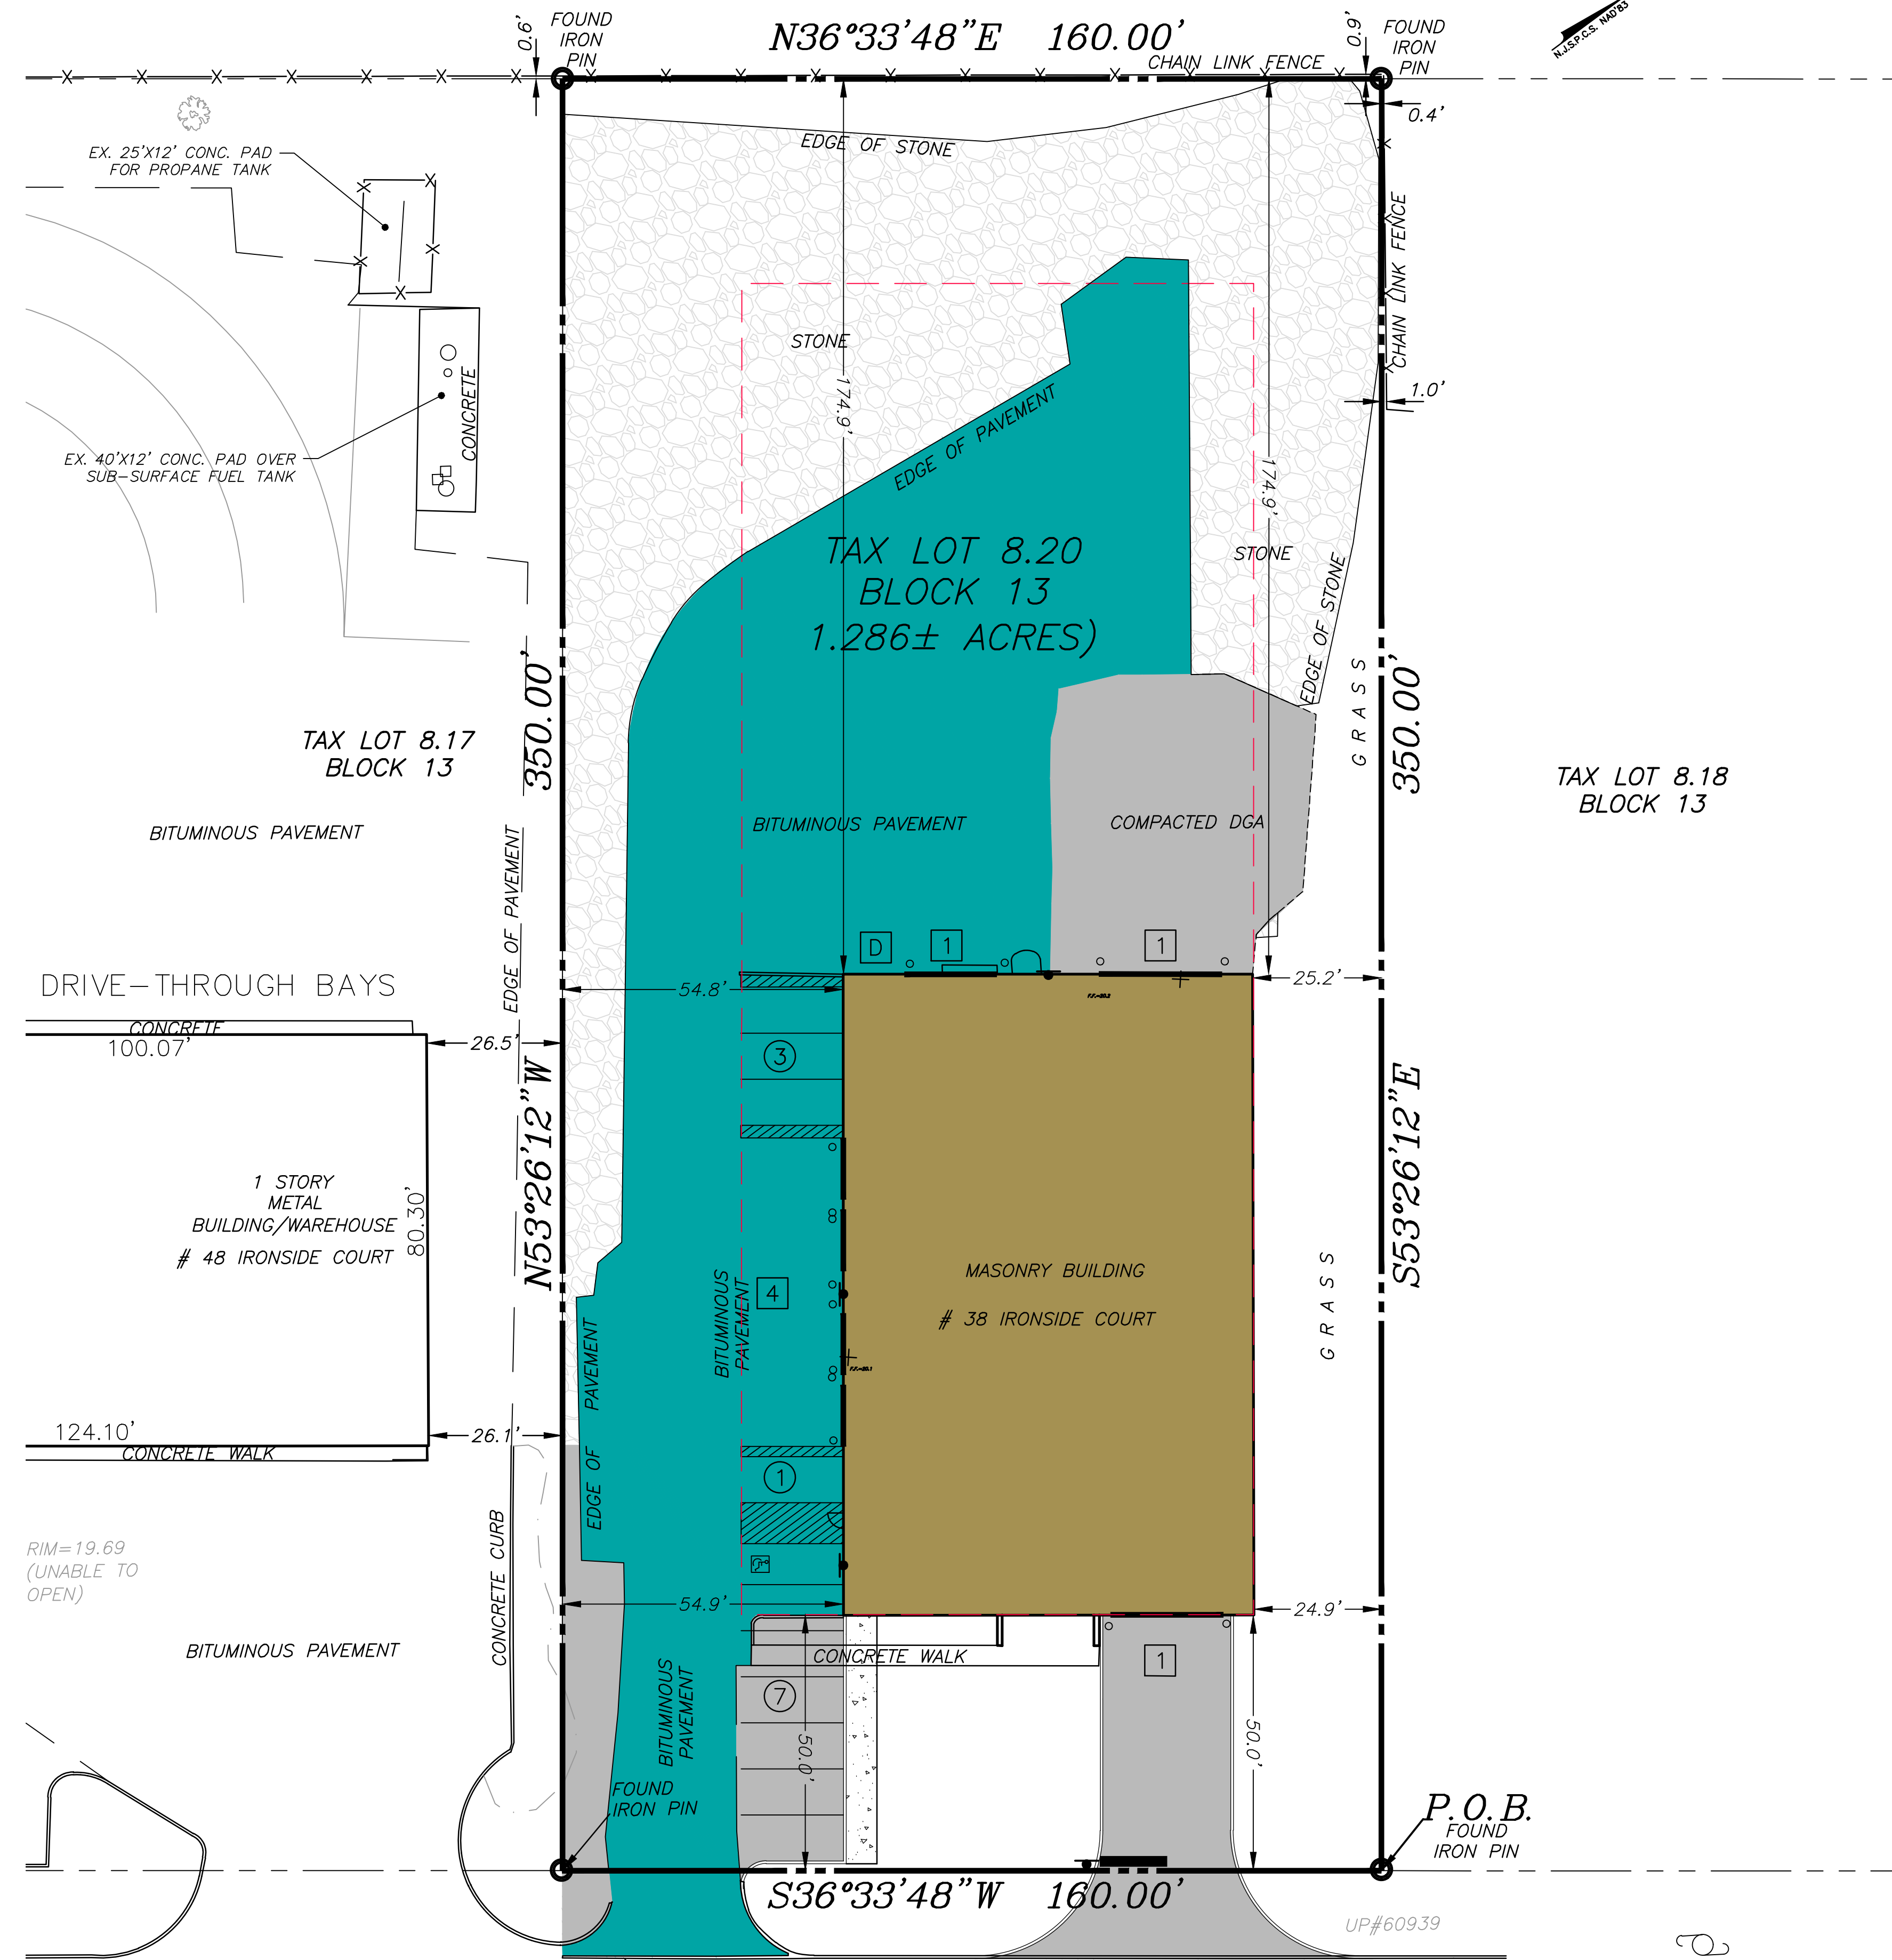 0.6'
FOUND
IRON
PIN
N36°33'48"E 160.00'
CHAIN LINK FENCE
0.9'
FOUND
IRON
PIN
N.J.S.P.C.S. NAD'83
0.4'
EX. 25'X12' CONC. PAD
FOR PROPANE TANK
EDGE OF STONE
CHAIN LINK FENCE
STONE
174.9'
1.0'
CONCRETE
EDGE OF PAVEMENT
EX. 40'X12' CONC. PAD OVER
SUB-SURFACE FUEL TANK
174.9'
TAX LOT 8.20
BLOCK 13
1.286± ACRES)
STONE
EDGE OF STONE
GRASS
350.00'
350.00'
TAX LOT 8.17
BLOCK 13
TAX LOT 8.18
BLOCK 13
BITUMINOUS PAVEMENT
BITUMINOUS PAVEMENT
COMPACTED DGA
EDGE OF PAVEMENT
D
1
1
DRIVE-THROUGH BAYS
54.8'
25.2'
F.F.=20.2
CONCRETE
100.07'
26.5'
3
N53°26'12"W
S53°26'12"E
1 STORY
METAL
BUILDING/WAREHOUSE
# 48 IRONSIDE COURT
80.30'
4
BITUMINOUS
PAVEMENT
MASONRY BUILDING
# 38 IRONSIDE COURT
GRASS
F.F.=20.1
EDGE OF PAVEMENT
124.10'
26.1'
CONCRETE WALK
1
CONCRETE CURB
RIM=19.69
(UNABLE TO
OPEN)
54.9'
24.9'
BITUMINOUS PAVEMENT
CONCRETE WALK
1
BITUMINOUS
PAVEMENT
7
50.0'
50.0'
FOUND
IRON PIN
P.O.B.
FOUND
IRON PIN
S36°33'48"W 160.00'
UP#60939